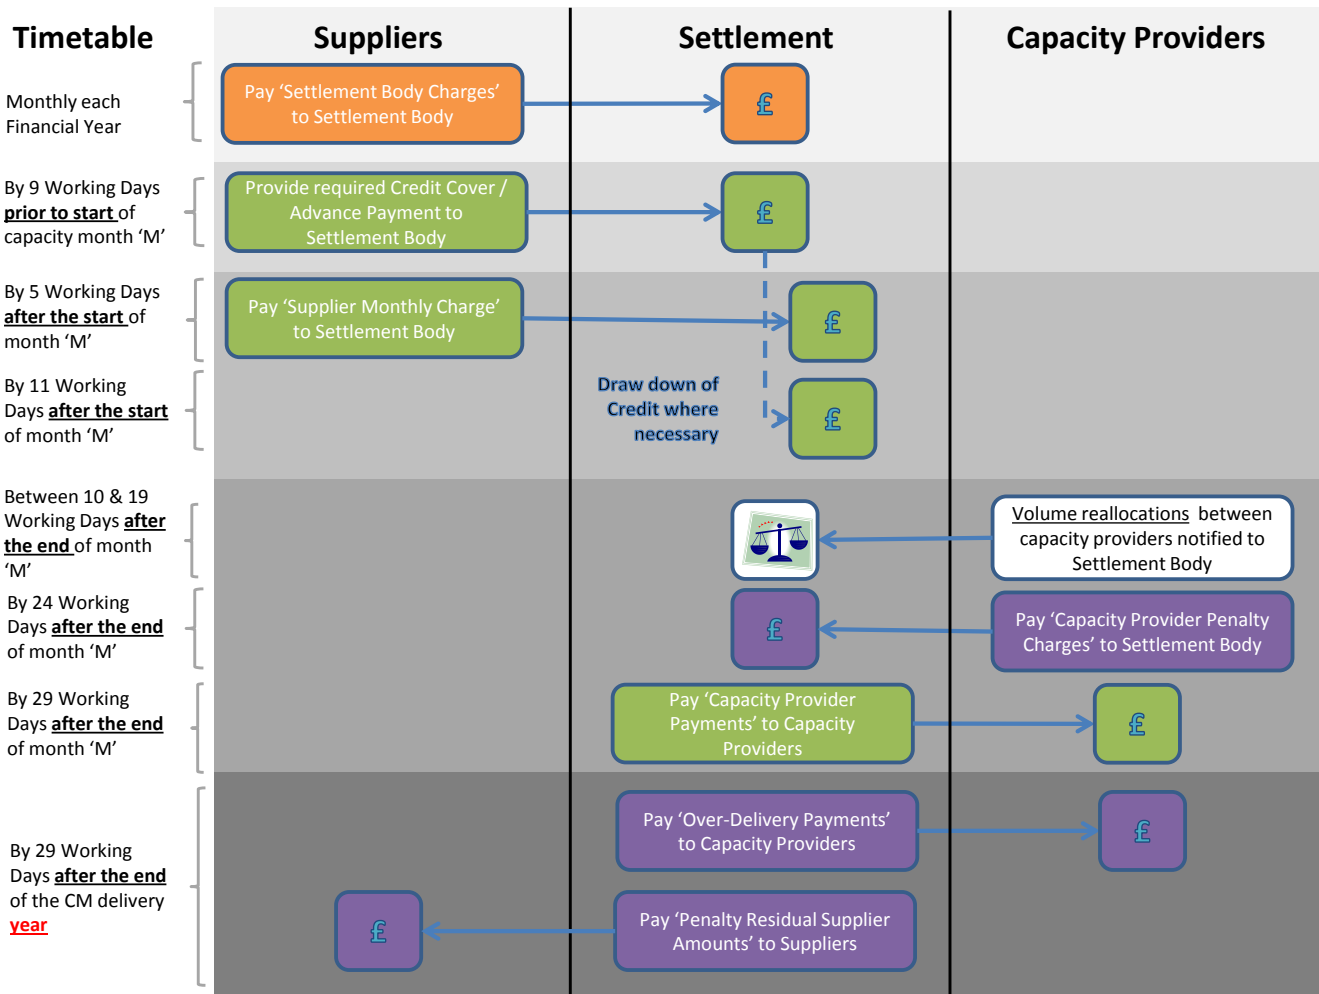 Timetable
Suppliers
Settlement
Capacity Providers
Monthly each
Financial Year
Pay ‘Settlement Body Charges’
to Settlement Body
£
By 9 Working Days
prior to start of
capacity month ‘M’
Provide required Credit Cover /
Advance Payment to
Settlement Body
£
By 5 Working Days
after the start of
month ‘M’
Pay ‘Supplier Monthly Charge’
to Settlement Body
£
By 11 Working
Days after the start
of month ‘M’
Draw down of
Credit where
necessary
£
Between 10 & 19
Working Days after
the end of month
‘M’
Volume reallocations between
capacity providers notified to
Settlement Body
By 24 Working
Days after the end
of month ‘M’
£
Pay ‘Capacity Provider Penalty
Charges’ to Settlement Body
By 29 Working
Days after the end
of month ‘M’
Pay ‘Capacity Provider
Payments’ to Capacity
Providers
£
By 29 Working
Days after the end
of the CM delivery
year
Pay ‘Over-Delivery Payments’
to Capacity Providers
£
£
Pay ‘Penalty Residual Supplier
Amounts’ to Suppliers